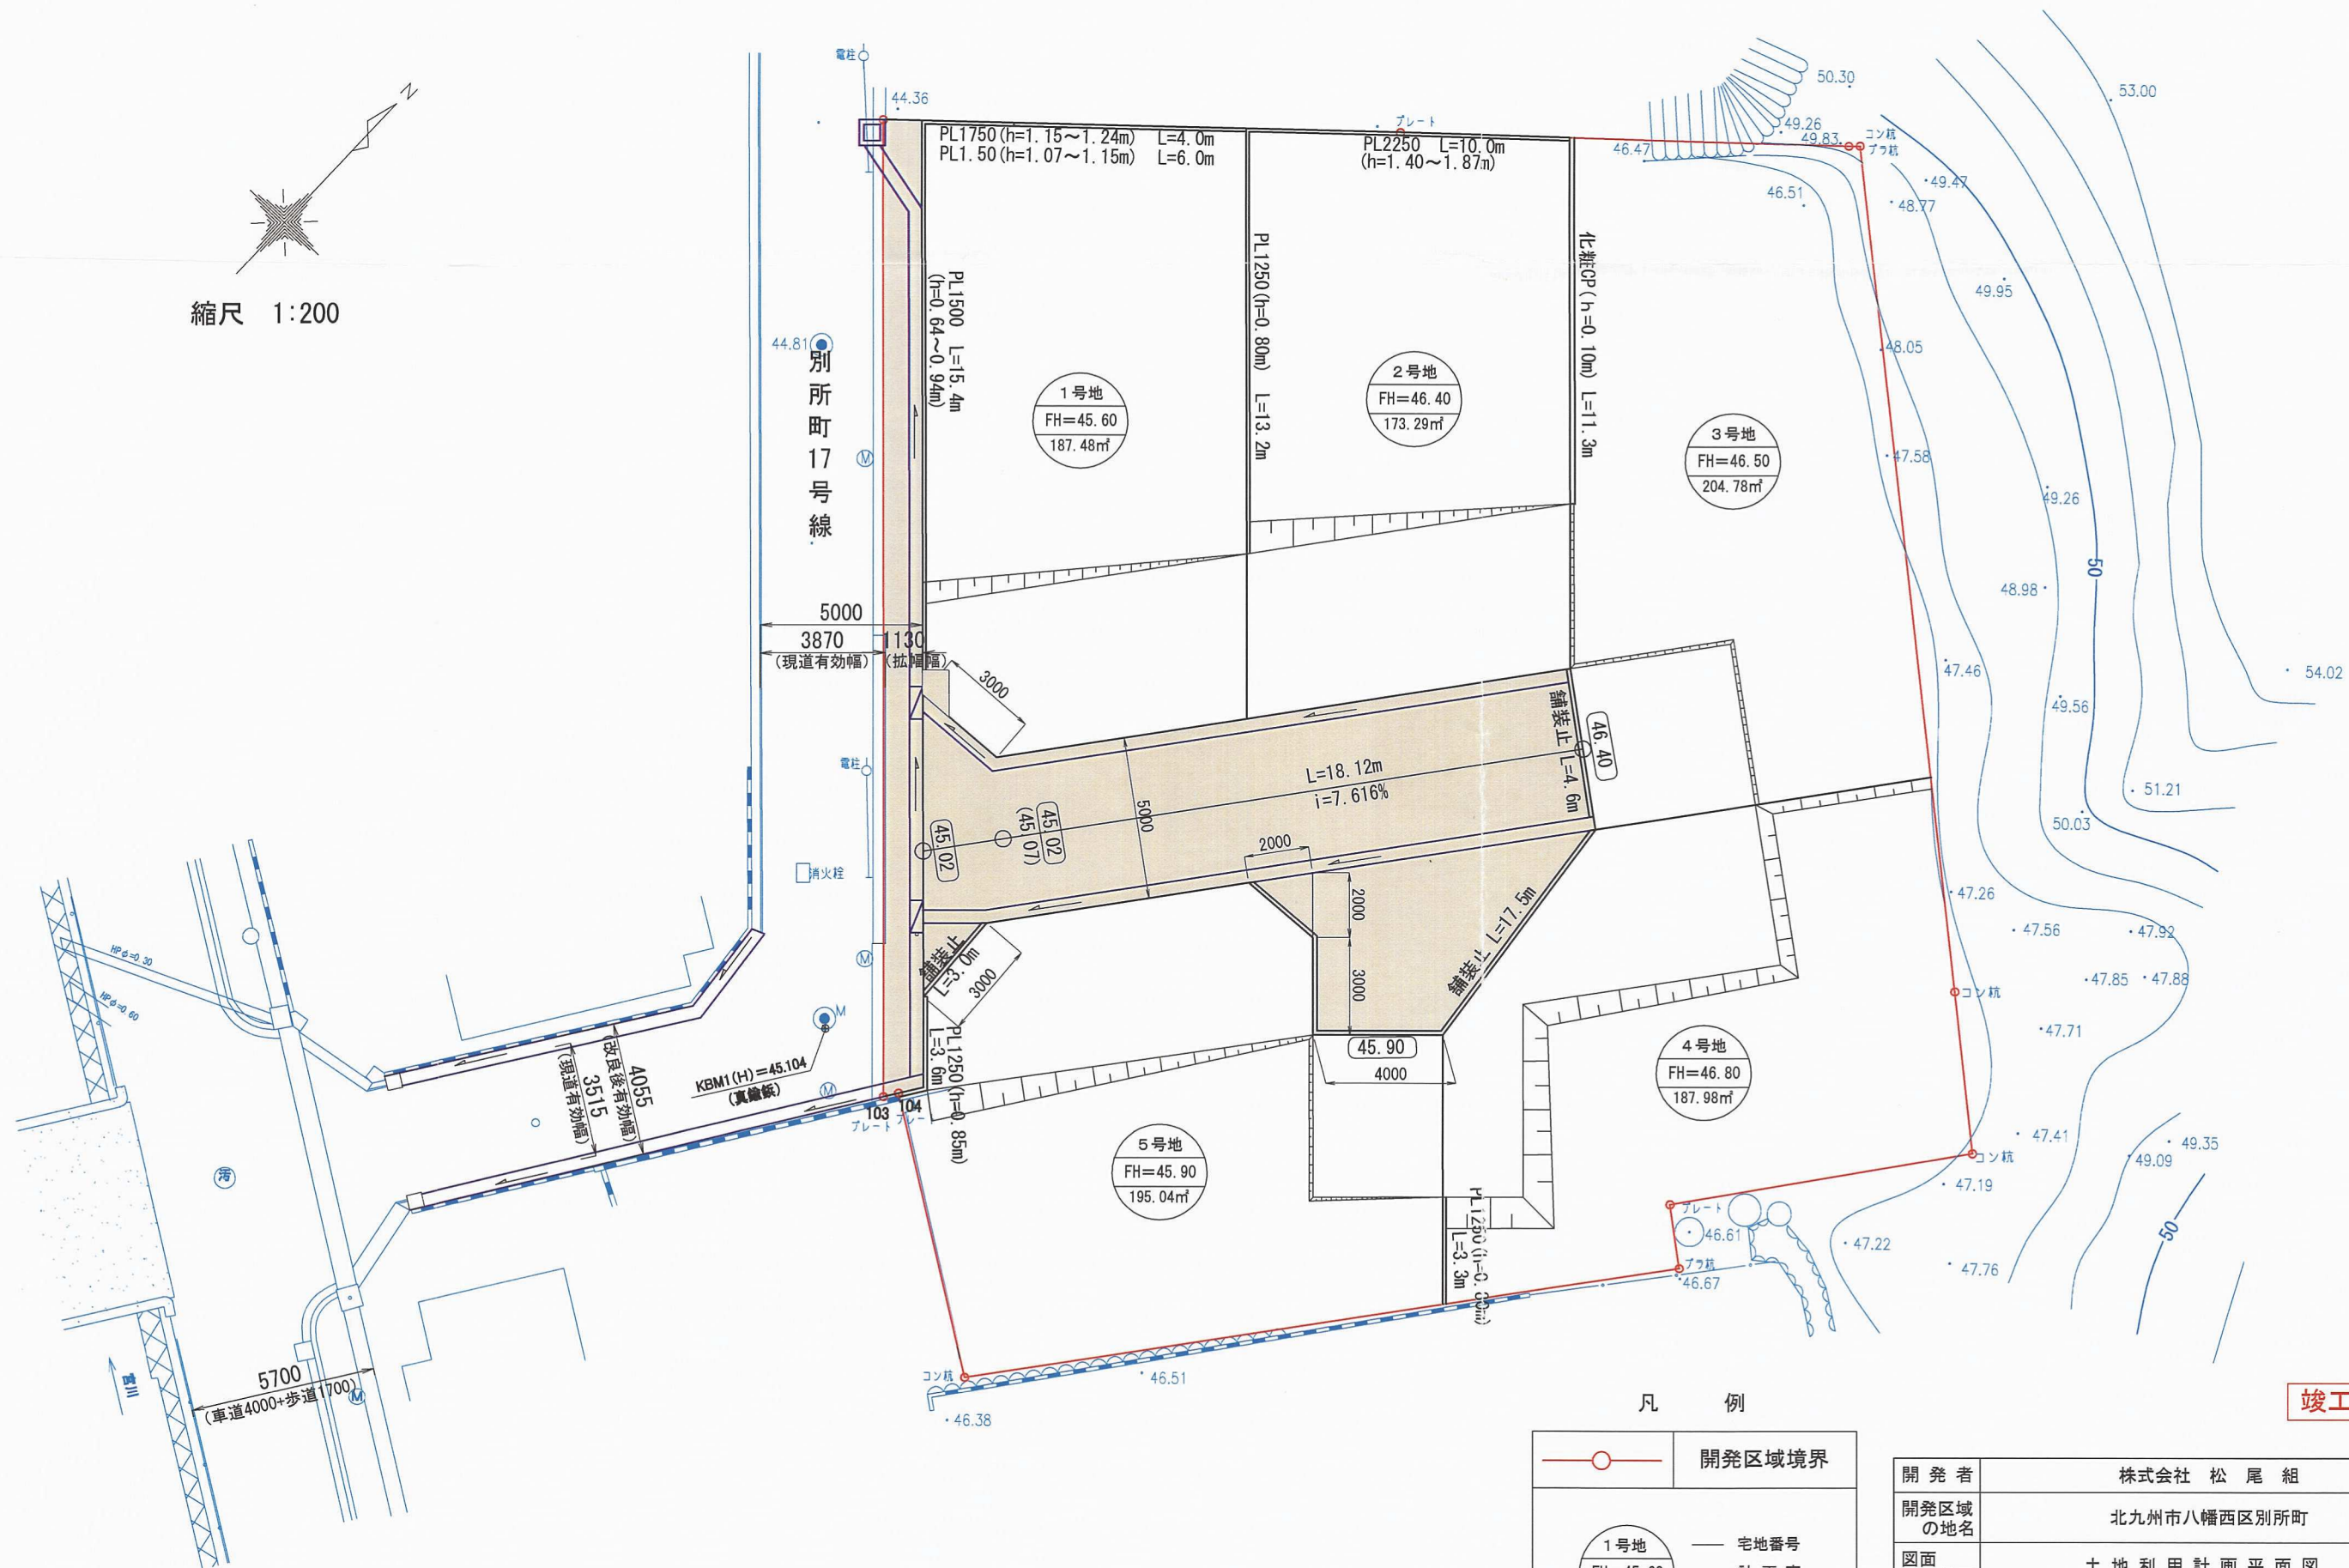 N
縮尺 1:200
電柱
44.36
PL1750(h=1.15～1.24m) L=4.0m
PL1.50(h=1.07～1.15m) L=6.0m
プレート
PL2250 L=10.0m
(h=1.40～1.87m)
46.47
50.30
49.26
49.83
コン杭
プラ杭
53.00
46.51
49.47
48.77
44.81
別所町17号線
PL1500 L=15.4m
(h=0.64～0.94m)
PL1250(h=0.80m) L=13.2m
化粧CP(h=0.10m) L=11.3m
49.95
48.05
1号地
FH=45.60
187.48㎡
2号地
FH=46.40
173.29㎡
3号地
FH=46.50
204.78㎡
M
47.58
49.26
50
48.98
5000
3870
1130
(現道有効幅)
(拡幅幅)
3000
47.46
54.02
49.56
舗装止 L=4.6m
46.40
電柱
L=18.12m
i=7.616%
5000
45.02
45.02
(45.07)
51.21
50.03
2000
消火栓
2000
3000
47.26
47.56
47.92
HPφ=0.30
HPφ=0.60
舗装止
L=3.0m
3000
M
舗装止 L=17.5m
47.85
47.88
コン杭
M
47.71
4055
(改良後有効幅)
3515
(現道有効幅)
KBM1(H)=45.104
(真鍮鋲)
M
PL1250(h=0.85m)
L=3.6m
45.90
4000
4号地
FH=46.80
187.98㎡
103
104
プレート
47.41
49.35
49.09
コン杭
47.19
汚
5号地
FH=45.90
195.04㎡
L=3.3m
プレート
46.61
47.22
プラ杭
46.67
47.76
50
宮川
5700
(車道4000+歩道1700)
M
コン杭
46.51
46.38
凡 例
開発区域境界
1号地
宅地番号
竣工
開発者
株式会社 松尾組
開発区域
の地名
北九州市八幡西区別所町
図面
土地利用計画平面図